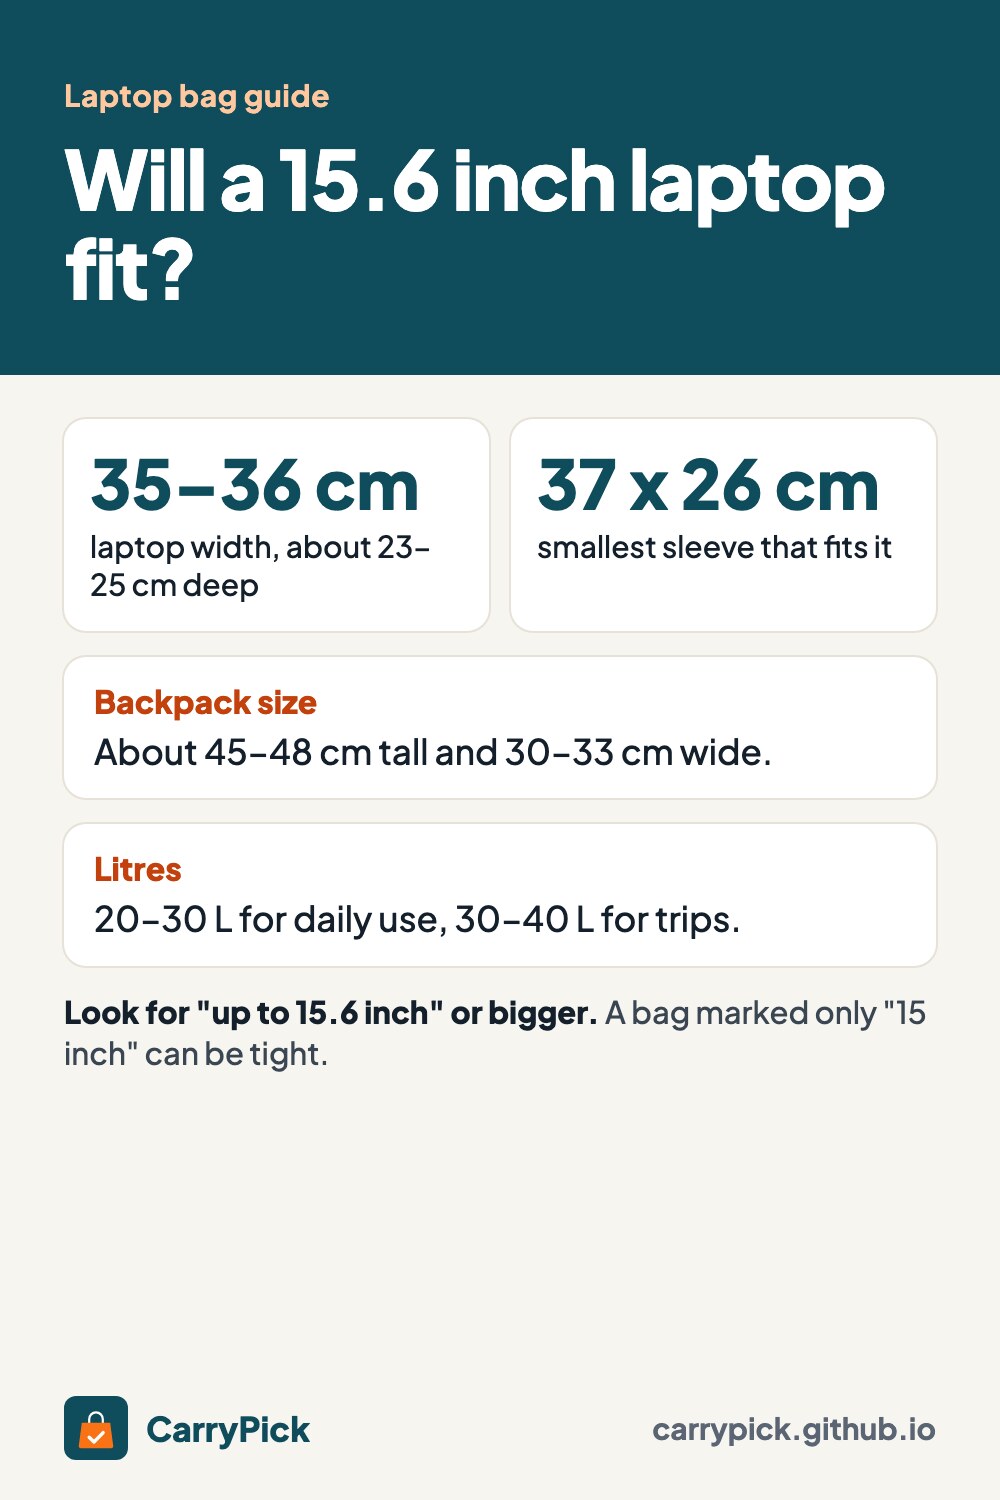 Laptop bag guide
Will a 15.6 inch laptop
fit?
35–36 cm
laptop width, about 23–
25 cm deep
37 x 26 cm
smallest sleeve that fits it
Backpack size
About 45–48 cm tall and 30–33 cm wide.
Litres
20–30 L for daily use, 30–40 L for trips.
Look for "up to 15.6 inch" or bigger. A bag marked only "15
inch" can be tight.
CarryPick
carrypick.github.io